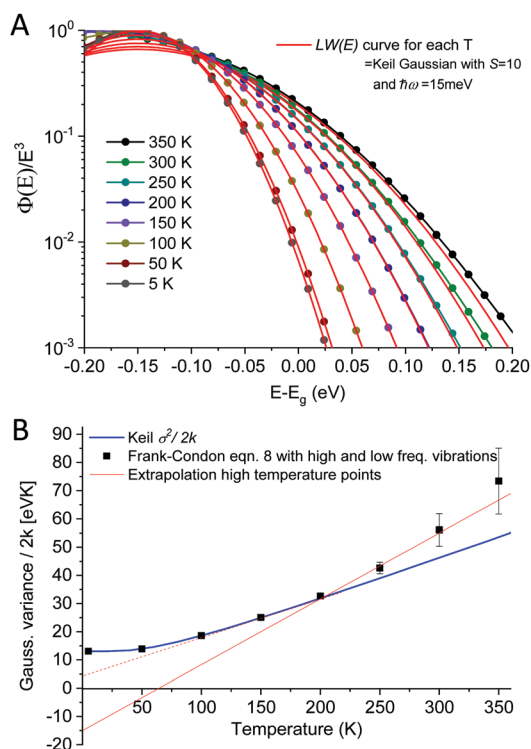 A
LW(E) curve for each T
=Keil Gaussian with S=10
and ℏω=15meV
Φ(E)/E³
10⁰
10⁻¹
10⁻²
10⁻³
350 K
300 K
250 K
200 K
150 K
100 K
50 K
5 K
-0.20 -0.15 -0.10 -0.05 0.00 0.05 0.10 0.15 0.20
E-Eg (eV)
B
Keil σ²/2k
Frank-Condon eqn. 8 with high and low freq. vibrations
Extrapolation high temperature points
Gauss. variance / 2k [eVK]
90
80
70
60
50
40
30
20
10
0
-10
-20
50 100 150 200 250 300 350
Temperature (K)